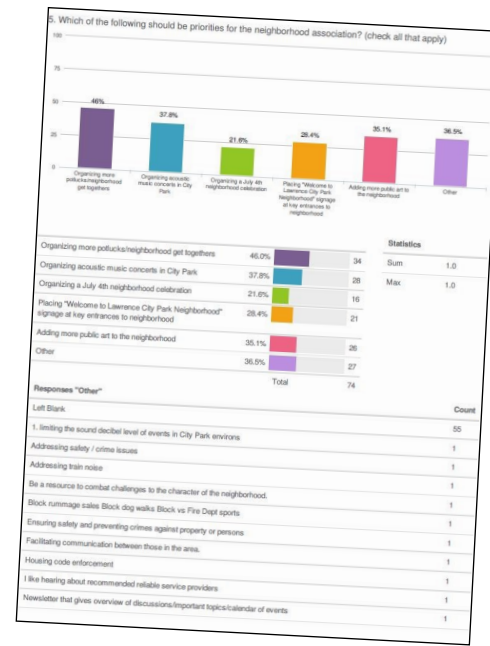 5. Which of the following should be priorities for the neighborhood association? (check all that apply)
100
75
50
25
0
46%
37.8%
21.6%
28.4%
35.1%
36.5%
Organizing more
potlucks/neighborhood
get togethers
Organizing acoustic
music concerts in City
Park
Organizing a July 4th
neighborhood celebration
Placing "Welcome to
Lawrence City Park
Neighborhood" signage
at key entrances to
neighborhood
Adding more public art to
the neighborhood
Other
Organizing more potlucks/neighborhood get togethers 46.0% 34
Organizing acoustic music concerts in City Park 37.8% 28
Organizing a July 4th neighborhood celebration 21.6% 16
Placing "Welcome to Lawrence City Park Neighborhood"
signage at key entrances to neighborhood 28.4% 21
Adding more public art to the neighborhood 35.1% 26
Other 36.5% 27
Total 74
Statistics
Sum 1.0
Max 1.0
Responses "Other" Count
Left Blank 55
1. limiting the sound decibel level of events in City Park environs 1
Addressing safety / crime issues 1
Addressing train noise 1
Be a resource to combat challenges to the character of the neighborhood. 1
Block rummage sales Block dog walks Block vs Fire Dept sports 1
Ensuring safety and preventing crimes against property or persons 1
Facilitating communication between those in the area. 1
Housing code enforcement 1
I like hearing about recommended reliable service providers 1
Newsletter that gives overview of discussions/important topics/calendar of events 1